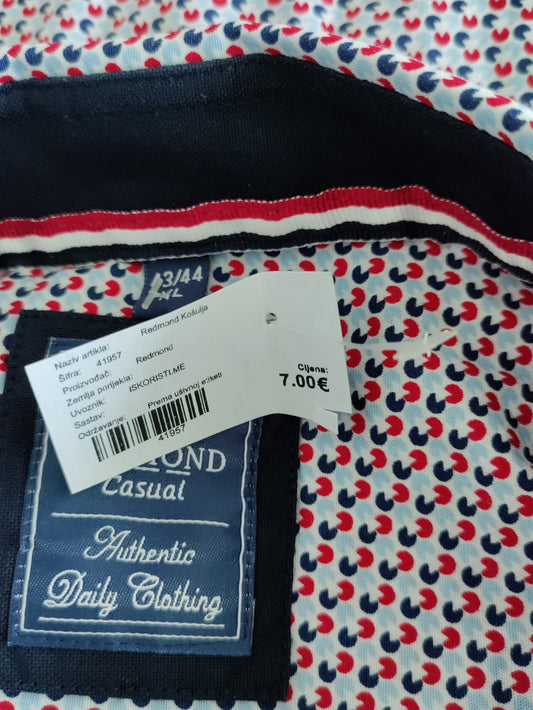 3/44
XL
Naziv artikla: Redmond Košulja
Šifra: 41957
Proizvođač: Redmond
Zemlja porijekla:
Uvoznik: ISKORISTI.ME
Sastav:
Održavanje: Prema ušivnoj etiketi
41957
Cijena:
7.00€
MOND
Casual
Authentic
Daily Clothing